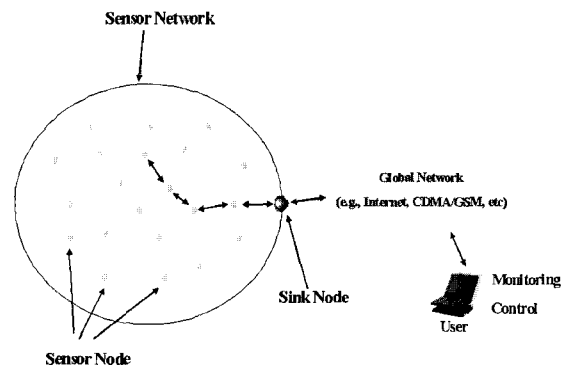 Sensor Network
Global Network
(e.g., Internet, CDMA/GSM, etc)
Sink Node
Monitoring
Control
User
Sensor Node